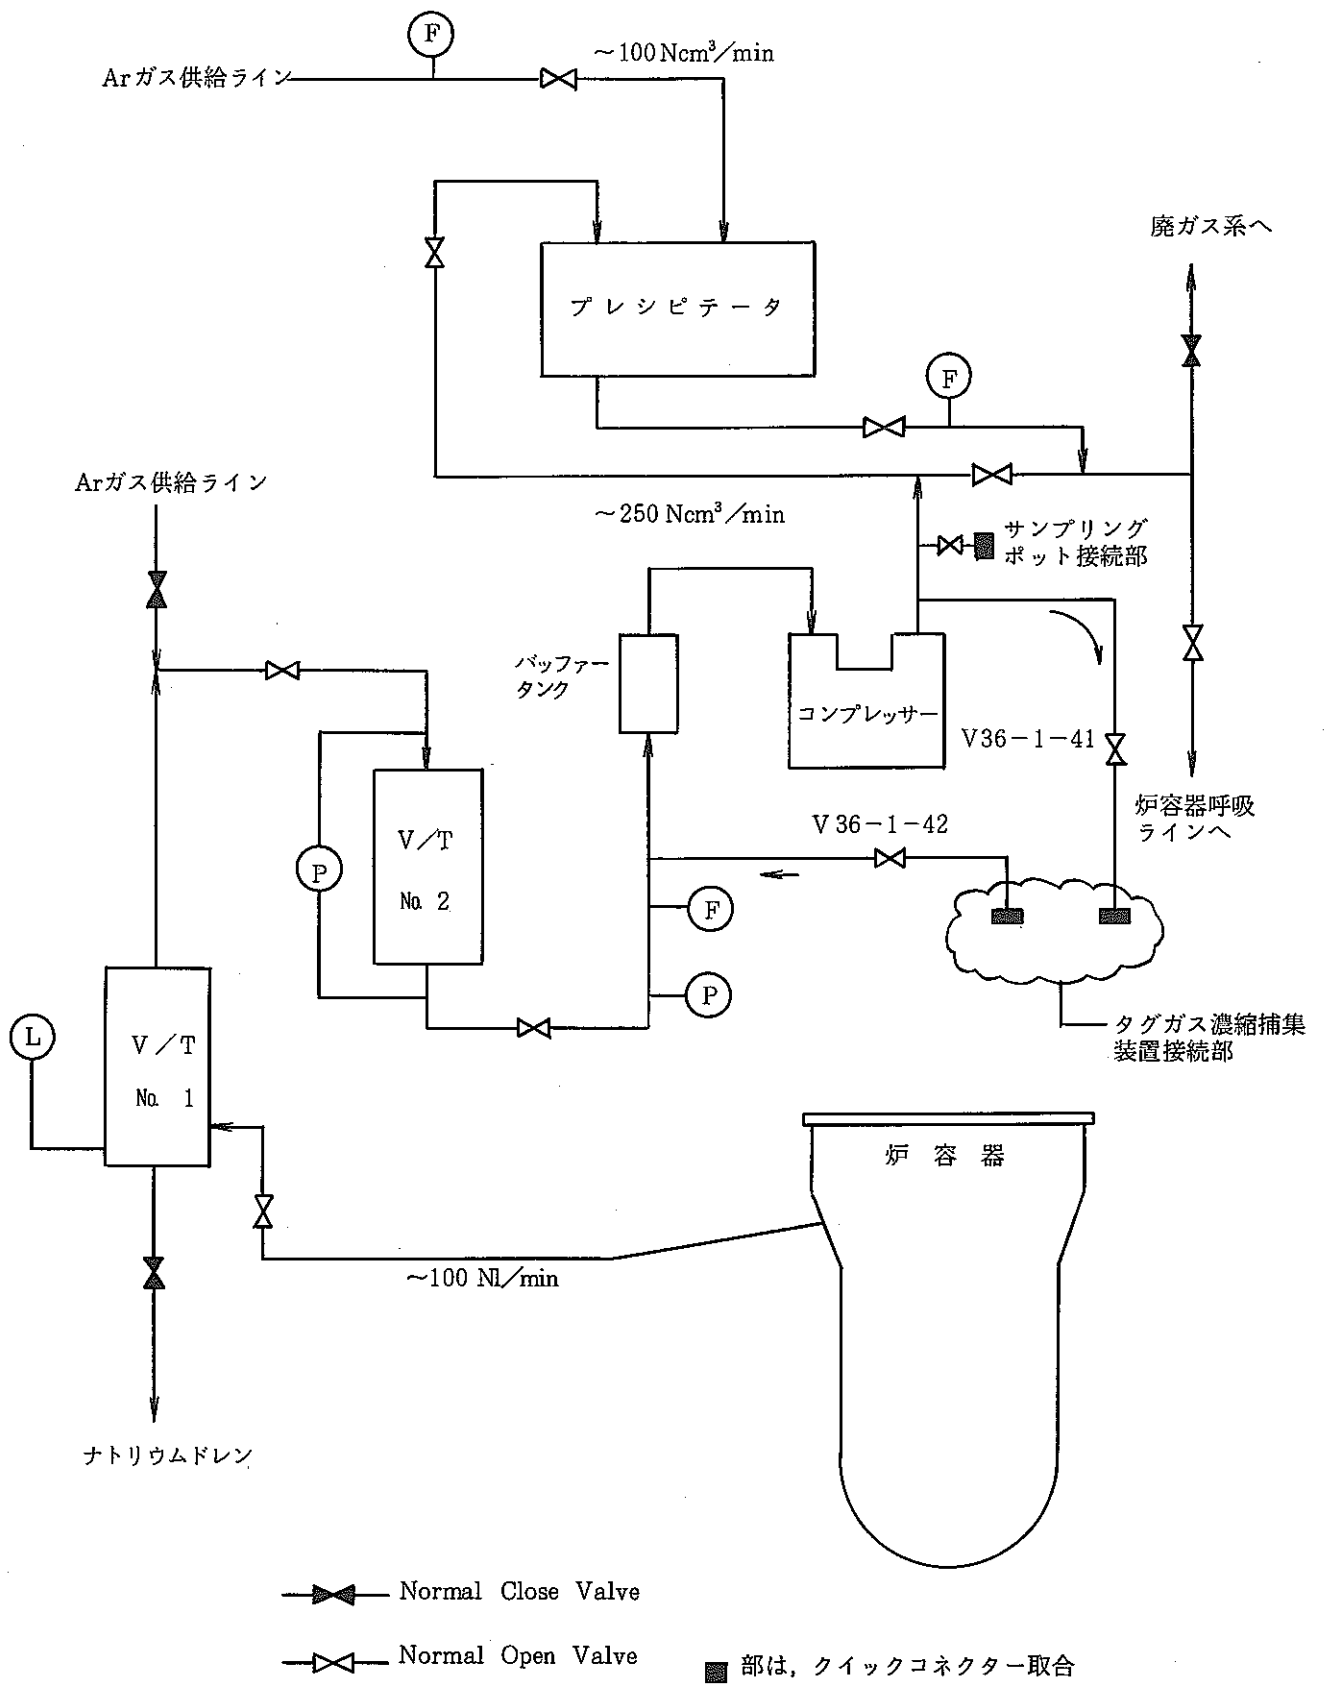 F
～100 Ncm³/min
Arガス供給ライン
廃ガス系へ
プレシピテータ
F
Arガス供給ライン
～250 Ncm³/min
サンプリング
ポット接続部
バッファー
タンク
コンプレッサー
V36-1-41
炉容器呼吸
ラインへ
V36-1-42
V/T
No. 2
P
F
P
タグガス濃縮捕集
装置接続部
L
V/T
No. 1
炉容器
～100 Nl/min
ナトリウムドレン
Normal Close Valve
Normal Open Valve
部は，クイックコネクター取合